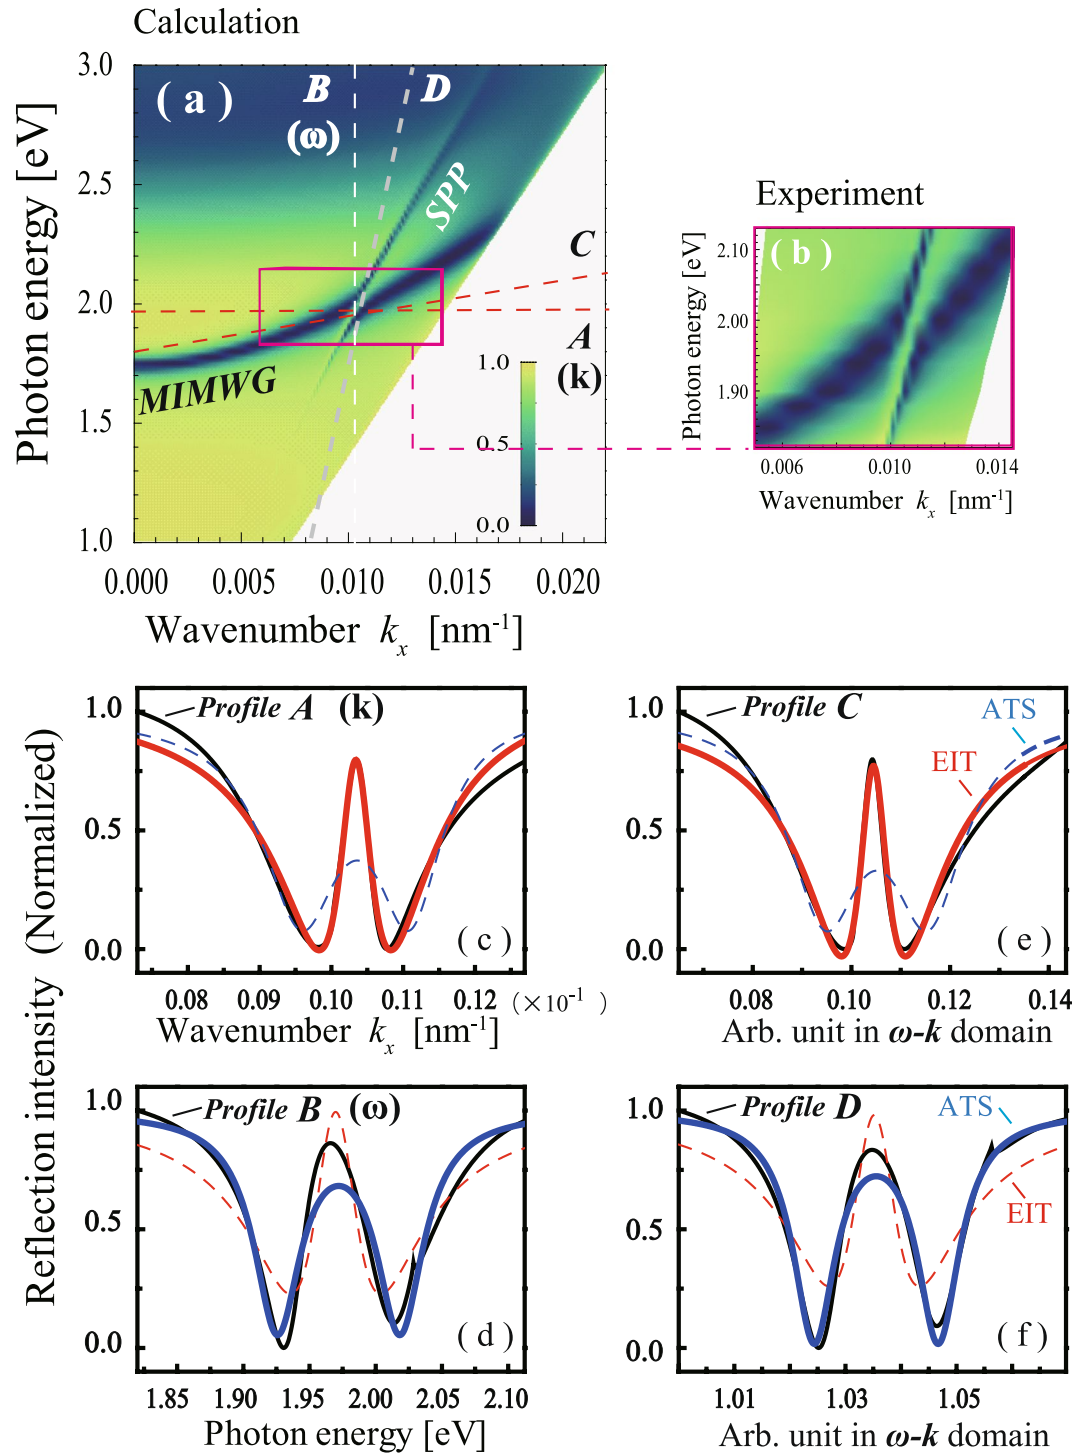 Calculation
Photon energy [eV]
3.0
2.5
2.0
1.5
1.0
( a )
B
(ω)
D
SPP
C
A
(k)
MIMWG
1.0
0.5
0.0
0.000 0.005 0.010 0.015 0.020
Wavenumber kx [nm-1]
Experiment
( b )
Photon energy [eV]
2.10
2.00
1.90
0.006 0.010 0.014
Wavenumber kx [nm-1]
Reflection intensity (Normalized)
1.0
0.5
0.0
Profile A (k)
( c )
0.08 0.09 0.10 0.11 0.12 (×10-1)
Wavenumber kx [nm-1]
1.0
0.5
0.0
Profile C
ATS
EIT
( e )
0.08 0.10 0.12 0.14
Arb. unit in ω-k domain
1.0
0.5
0.0
Profile B (ω)
( d )
1.85 1.90 1.95 2.00 2.05 2.10
Photon energy [eV]
1.0
0.5
0.0
Profile D
ATS
EIT
( f )
1.01 1.03 1.05
Arb. unit in ω-k domain